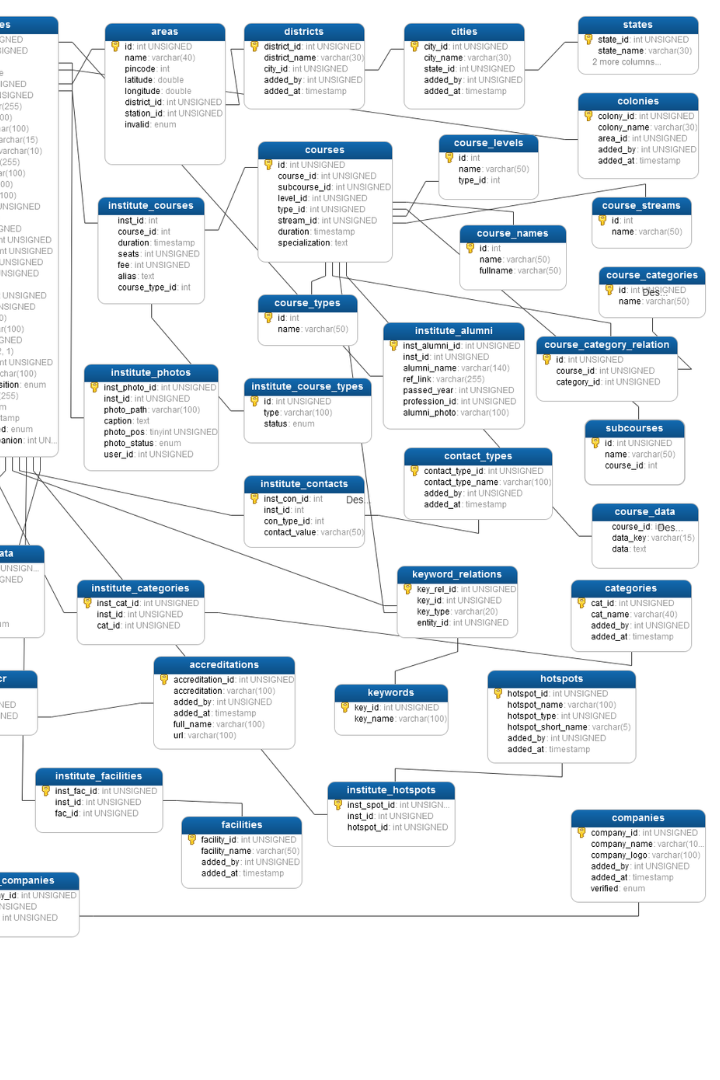 areas
id: int UNSIGNED
name: varchar(40)
pincode: int
latitude: double
longitude: double
district_id: int UNSIGNED
station_id: int UNSIGNED
invalid: enum
districts
district_id: int UNSIGNED
district_name: varchar(30)
city_id: int UNSIGNED
added_by: int UNSIGNED
added_at: timestamp
cities
city_id: int UNSIGNED
city_name: varchar(30)
state_id: int UNSIGNED
added_by: int UNSIGNED
added_at: timestamp
states
state_id: int UNSIGNED
state_name: varchar(30)
2 more columns...
colonies
colony_id: int UNSIGNED
colony_name: varchar(30)
area_id: int UNSIGNED
added_by: int UNSIGNED
added_at: timestamp
courses
id: int UNSIGNED
course_id: int UNSIGNED
subcourse_id: int UNSIGNED
level_id: int UNSIGNED
type_id: int UNSIGNED
stream_id: int UNSIGNED
duration: timestamp
specialization: text
course_levels
id: int
name: varchar(50)
type_id: int
institute_courses
inst_id: int
course_id: int
duration: timestamp
seats: int UNSIGNED
fee: int UNSIGNED
alias: text
course_type_id: int
course_names
id: int
name: varchar(50)
fullname: varchar(50)
course_streams
id: int
name: varchar(50)
course_categories
id: int UNSIGNED
Des...
name: varchar(50)
course_types
id: int
name: varchar(50)
institute_alumni
inst_alumni_id: int UNSIGNED
inst_id: int UNSIGNED
alumni_name: varchar(140)
ref_link: varchar(255)
passed_year: int UNSIGNED
profession_id: int UNSIGNED
alumni_photo: varchar(100)
course_category_relation
id: int UNSIGNED
course_id: int UNSIGNED
category_id: int UNSIGNED
institute_photos
inst_photo_id: int UNSIGNED
inst_id: int UNSIGNED
photo_path: varchar(100)
caption: text
photo_pos: tinyint UNSIGNED
photo_status: enum
user_id: int UNSIGNED
institute_course_types
id: int UNSIGNED
type: varchar(100)
status: enum
subcourses
id: int UNSIGNED
name: varchar(50)
course_id: int
institute_contacts
inst_con_id: int
Des...
inst_id: int
con_type_id: int
contact_value: varchar(50)
contact_types
contact_type_id: int UNSIGNED
contact_type_name: varchar(100)
added_by: int UNSIGNED
added_at: timestamp
course_data
course_id: int
Des...
data_key: varchar(15)
data: text
institute_categories
inst_cat_id: int UNSIGNED
inst_id: int UNSIGNED
cat_id: int UNSIGNED
keyword_relations
key_rel_id: int UNSIGNED
key_id: int UNSIGNED
key_type: varchar(20)
entity_id: int UNSIGNED
categories
cat_id: int UNSIGNED
cat_name: varchar(40)
added_by: int UNSIGNED
added_at: timestamp
accreditations
accreditation_id: int UNSIGNED
accreditation: varchar(100)
added_by: int UNSIGNED
added_at: timestamp
full_name: varchar(100)
url: varchar(100)
keywords
key_id: int UNSIGNED
key_name: varchar(100)
hotspots
hotspot_id: int UNSIGNED
hotspot_name: varchar(100)
hotspot_type: int UNSIGNED
hotspot_short_name: varchar(5)
added_by: int UNSIGNED
added_at: timestamp
institute_facilities
inst_fac_id: int UNSIGNED
inst_id: int UNSIGNED
fac_id: int UNSIGNED
institute_hotspots
inst_spot_id: int UNSIGN...
inst_id: int UNSIGNED
hotspot_id: int UNSIGNED
facilities
facility_id: int UNSIGNED
facility_name: varchar(50)
added_by: int UNSIGNED
added_at: timestamp
companies
company_id: int UNSIGNED
company_name: varchar(10...
company_logo: varchar(100)
added_at: timestamp
verified: enum
_companies
y_id: int UNSIGNED
NSIGNED
int UNSIGNED